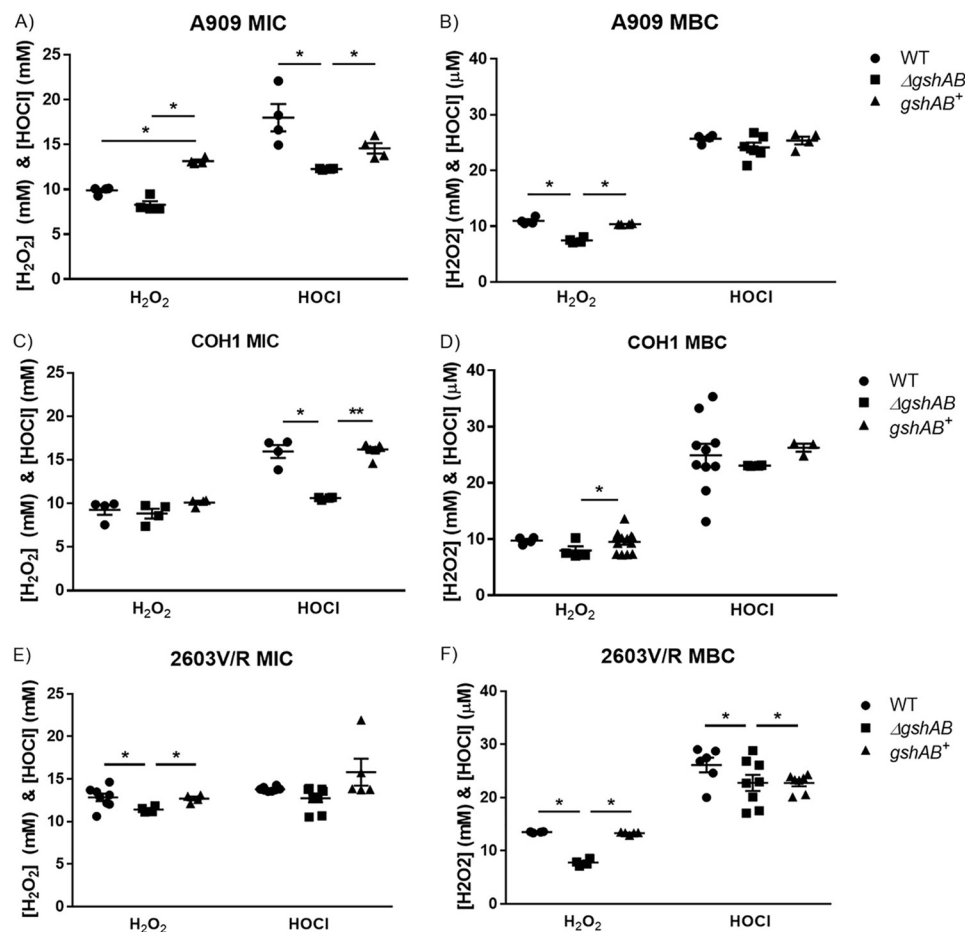 A) A909 MIC
[H₂O₂] (mM) & [HOCl] (mM)
25
20
15
10
5
0
* * * *
H₂O₂ HOCl
B) A909 MBC
[H2O2] (mM) & [HOCl] (μM)
40
30
20
10
0
* *
H₂O₂ HOCl
WT
ΔgshAB
gshAB⁺
C) COH1 MIC
[H₂O₂] (mM) & [HOCl] (mM)
25
20
15
10
5
0
* **
H₂O₂ HOCl
D) COH1 MBC
[H2O2] (mM) & [HOCl] (μM)
40
30
20
10
0
*
H₂O₂ HOCl
WT
ΔgshAB
gshAB⁺
E) 2603V/R MIC
[H₂O₂] (mM) & [HOCl] (mM)
25
20
15
10
5
0
* *
H₂O₂ HOCl
F) 2603V/R MBC
[H2O2] (mM) & [HOCl] (μM)
40
30
20
10
0
* * * *
H₂O₂ HOCl
WT
ΔgshAB
gshAB⁺